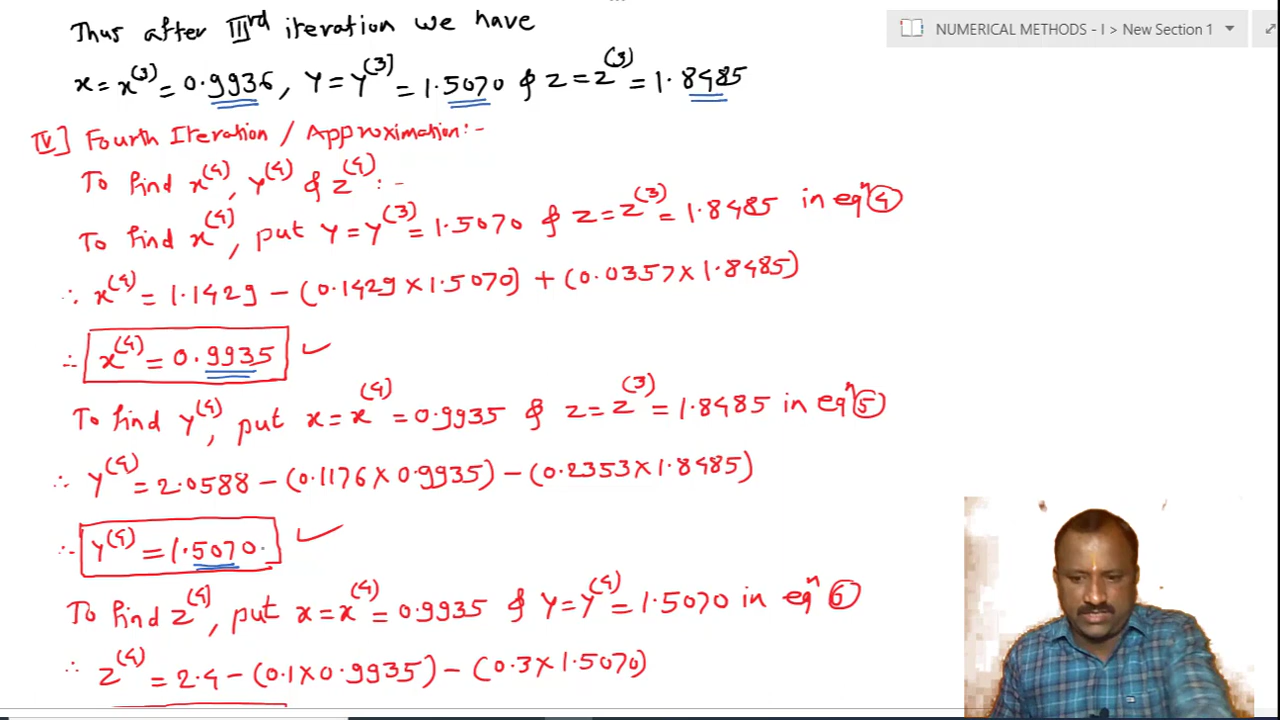 Thus after IIIrd iteration we have
NUMERICAL METHODS - I > New Section 1
x = x^(3) = 0.9936, y = y^(3) = 1.5070 & z = z^(3) = 1.8485
IV] Fourth Iteration / Approximation:-
To find x^(4), y^(4) & z^(4):-
To find x^(4), put y = y^(3) = 1.5070 & z = z^(3) = 1.8485 in eqⁿ ④
∴ x^(4) = 1.1429 - (0.1429 × 1.5070) + (0.0357 × 1.8485)
∴ x^(4) = 0.9935 ✓
To find y^(4), put x = x^(4) = 0.9935 & z = z^(3) = 1.8485 in eqⁿ ⑤
∴ y^(4) = 2.0588 - (0.1176 × 0.9935) - (0.2353 × 1.8485)
∴ y^(4) = 1.5070. ✓
To find z^(4), put x = x^(4) = 0.9935 & y = y^(4) = 1.5070 in eqⁿ ⑥
∴ z^(4) = 2.4 - (0.1 × 0.9935) - (0.3 × 1.5070)